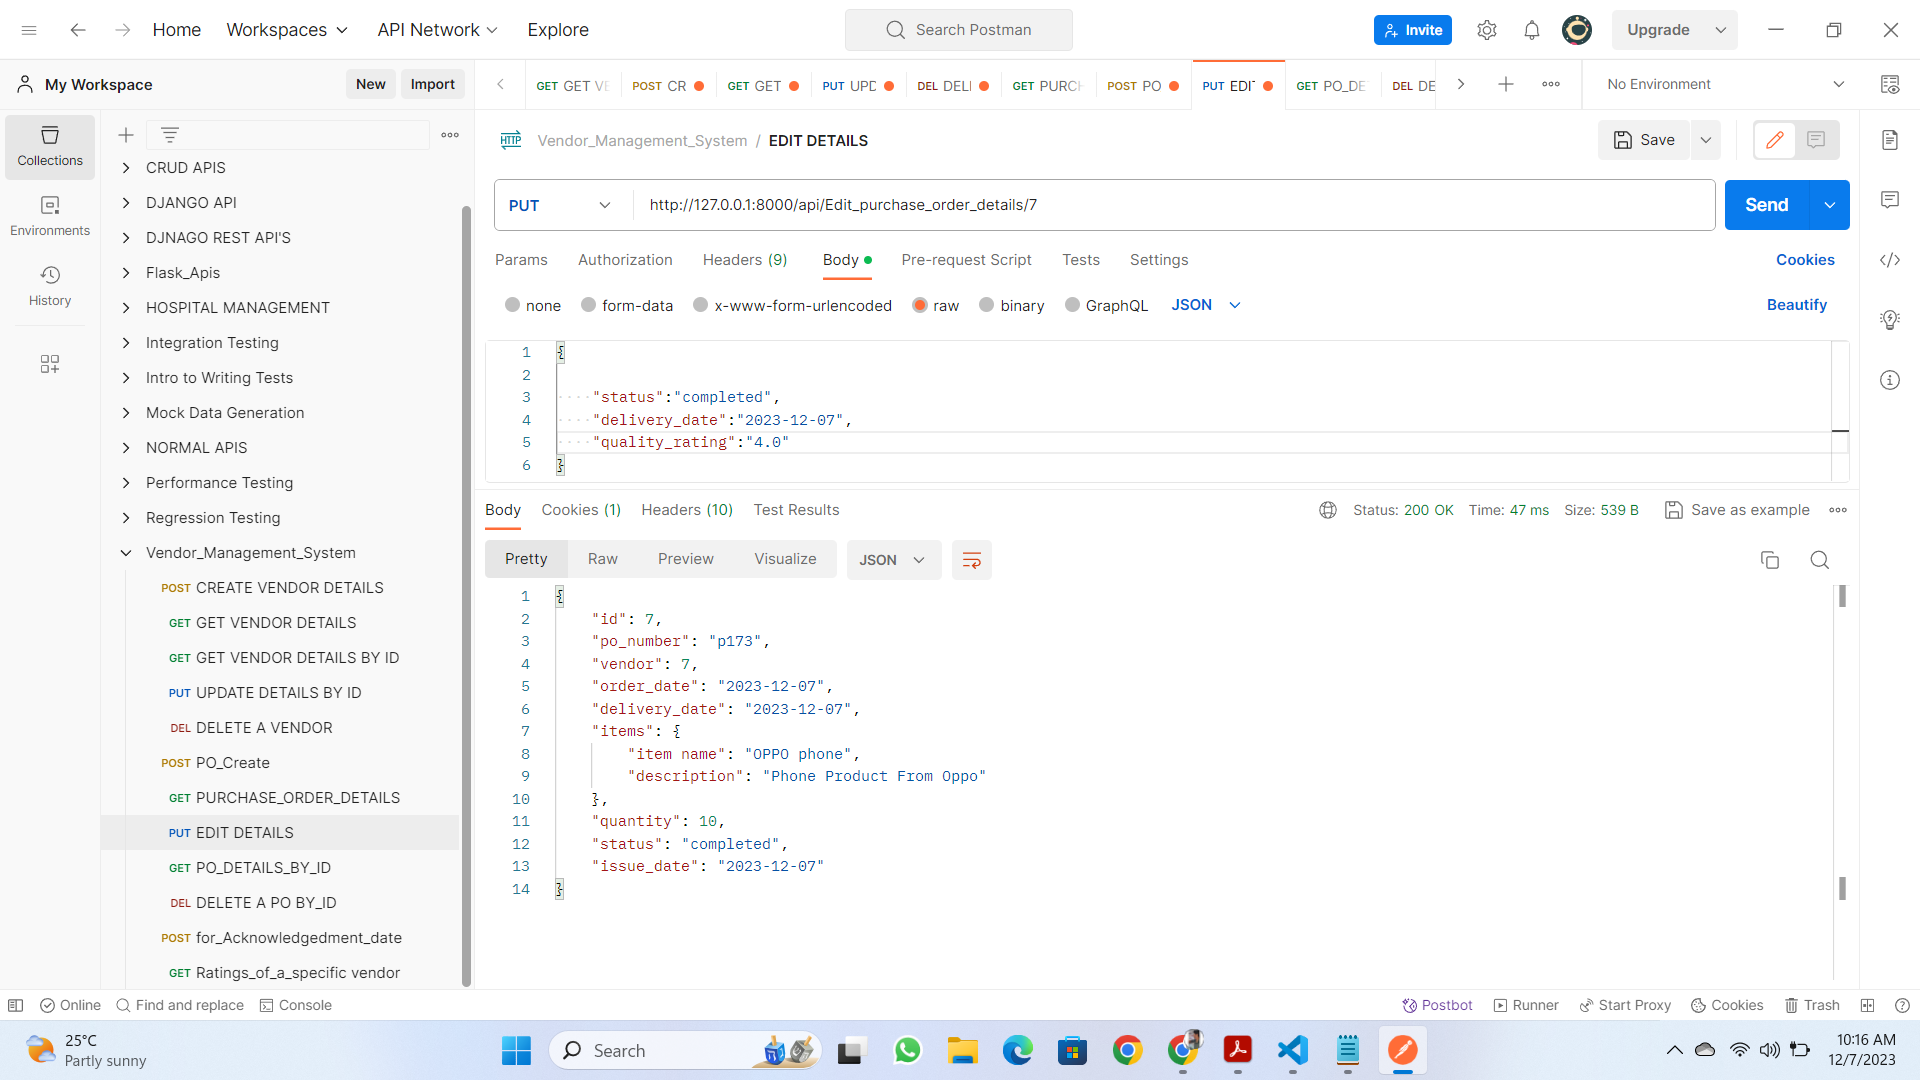 Home
Workspaces
API Network
Explore
Search Postman
Invite
Upgrade
My Workspace
New
Import
GET GET VE
POST CR
GET GET
PUT UPD
DEL DELI
GET PURCH
POST PO
PUT EDI
GET PO_DE
DEL DE
No Environment
Collections
Environments
History
CRUD APIS
DJANGO API
DJNAGO REST API'S
Flask_Apis
HOSPITAL MANAGEMENT
Integration Testing
Intro to Writing Tests
Mock Data Generation
NORMAL APIS
Performance Testing
Regression Testing
Vendor_Management_System
POST CREATE VENDOR DETAILS
GET GET VENDOR DETAILS
GET GET VENDOR DETAILS BY ID
PUT UPDATE DETAILS BY ID
DEL DELETE A VENDOR
POST PO_Create
GET PURCHASE_ORDER_DETAILS
PUT EDIT DETAILS
GET PO_DETAILS_BY_ID
DEL DELETE A PO BY_ID
POST for_Acknowledgedment_date
GET Ratings_of_a_specific vendor
HTTP Vendor_Management_System / EDIT DETAILS
Save
PUT
http://127.0.0.1:8000/api/Edit_purchase_order_details/7
Send
Params
Authorization
Headers (9)
Body
Pre-request Script
Tests
Settings
Cookies
none
form-data
x-www-form-urlencoded
raw
binary
GraphQL
JSON
Beautify
1 {
2
3 "status":"completed",
4 "delivery_date":"2023-12-07",
5 "quality_rating":"4.0"
6 }
Body
Cookies (1)
Headers (10)
Test Results
Status: 200 OK
Time: 47 ms
Size: 539 B
Save as example
Pretty
Raw
Preview
Visualize
JSON
1 {
2 "id": 7,
3 "po_number": "p173",
4 "vendor": 7,
5 "order_date": "2023-12-07",
6 "delivery_date": "2023-12-07",
7 "items": {
8 "item name": "OPPO phone",
9 "description": "Phone Product From Oppo"
10 },
11 "quantity": 10,
12 "status": "completed",
13 "issue_date": "2023-12-07"
14 }
Online
Find and replace
Console
Postbot
Runner
Start Proxy
Cookies
Trash
25°C
Partly sunny
Search
10:16 AM
12/7/2023